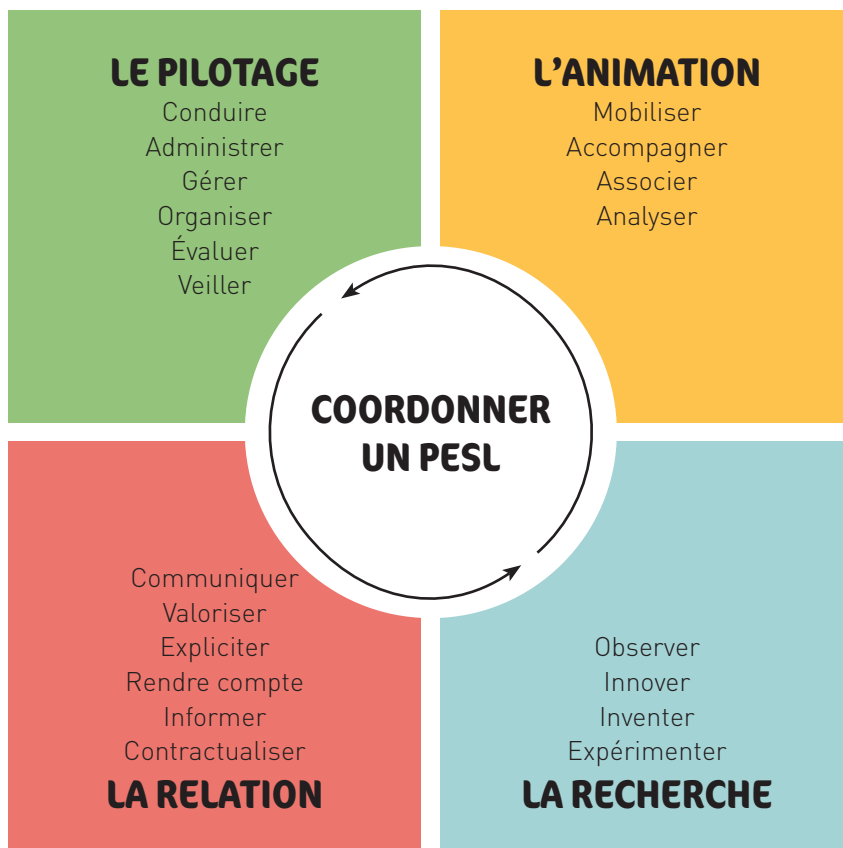 LE PILOTAGE
Conduire
Administrer
Gérer
Organiser
Évaluer
Veiller
L'ANIMATION
Mobiliser
Accompagner
Associer
Analyser
COORDONNER
UN PESL
Communiquer
Valoriser
Expliciter
Rendre compte
Informer
Contractualiser
LA RELATION
Observer
Innover
Inventer
Expérimenter
LA RECHERCHE